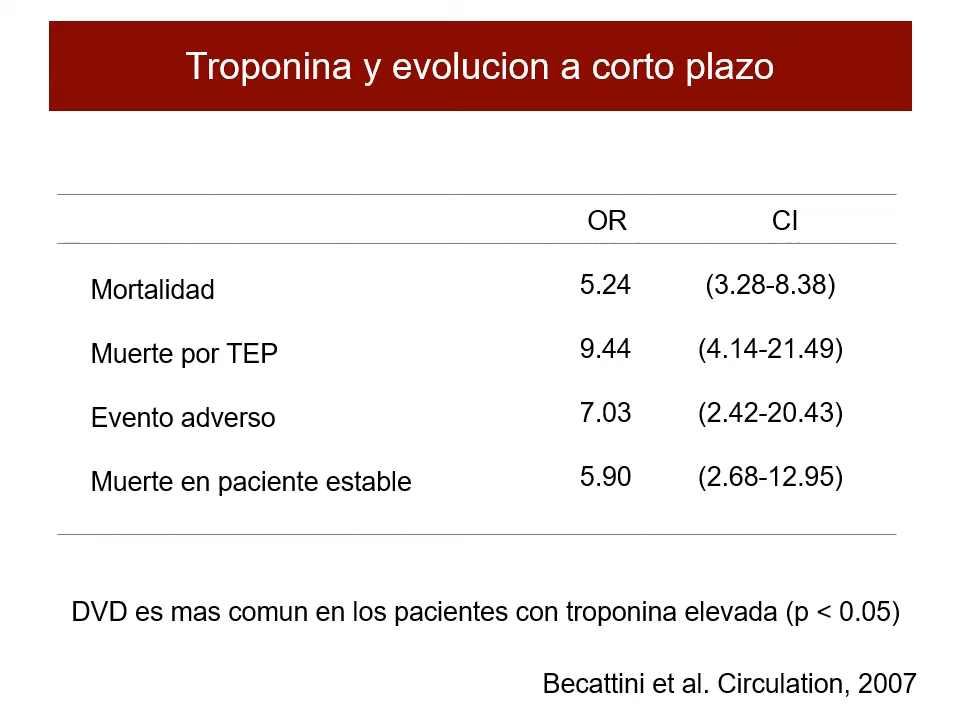 Troponina y evolucion a corto plazo
OR CI
Mortalidad 5.24 (3.28-8.38)
Muerte por TEP 9.44 (4.14-21.49)
Evento adverso 7.03 (2.42-20.43)
Muerte en paciente estable 5.90 (2.68-12.95)
DVD es mas comun en los pacientes con troponina elevada (p < 0.05)
Becattini et al. Circulation, 2007